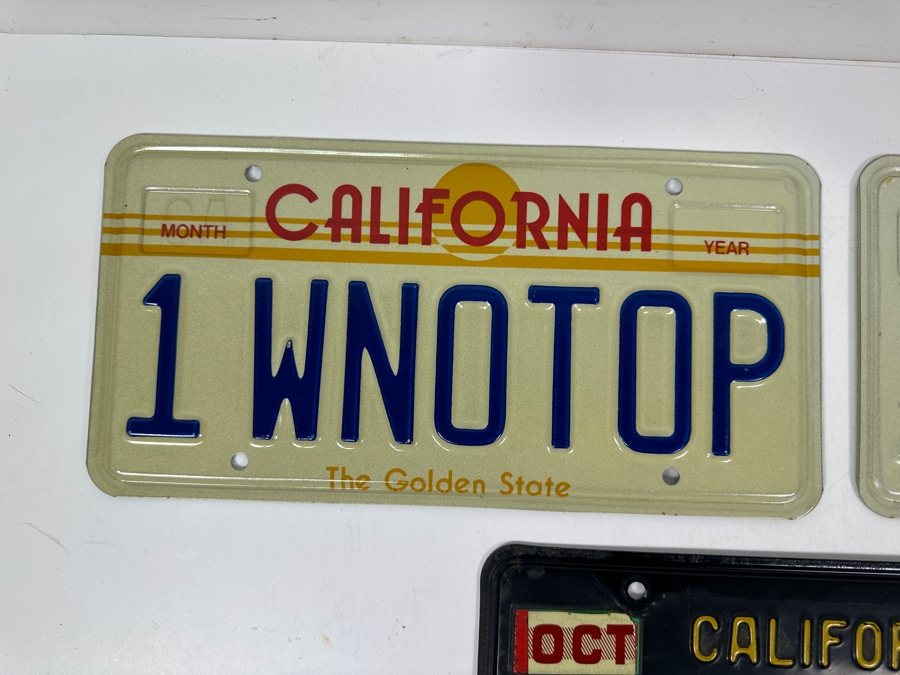 CALIFORNIA
MONTH YEAR
1 WNOTOP
The Golden State
OCT
CALIFOR